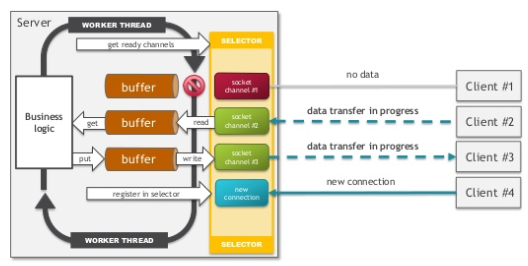 Server
WORKER THREAD
get ready channels
SELECTOR
buffer
socket
channel #1
no data
Client #1
Business
logic
get
buffer
read
socket
channel #2
data transfer in progress
Client #2
put
buffer
write
socket
channel #3
data transfer in progress
Client #3
register in selector
new
connection
new connection
Client #4
WORKER THREAD
SELECTOR